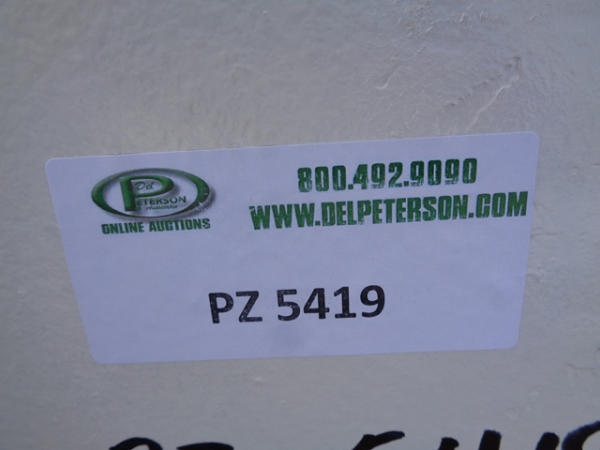 Del
PETERSON
ONLINE AUCTIONS
800.492.9090
WWW.DELPETERSON.COM
PZ 5419